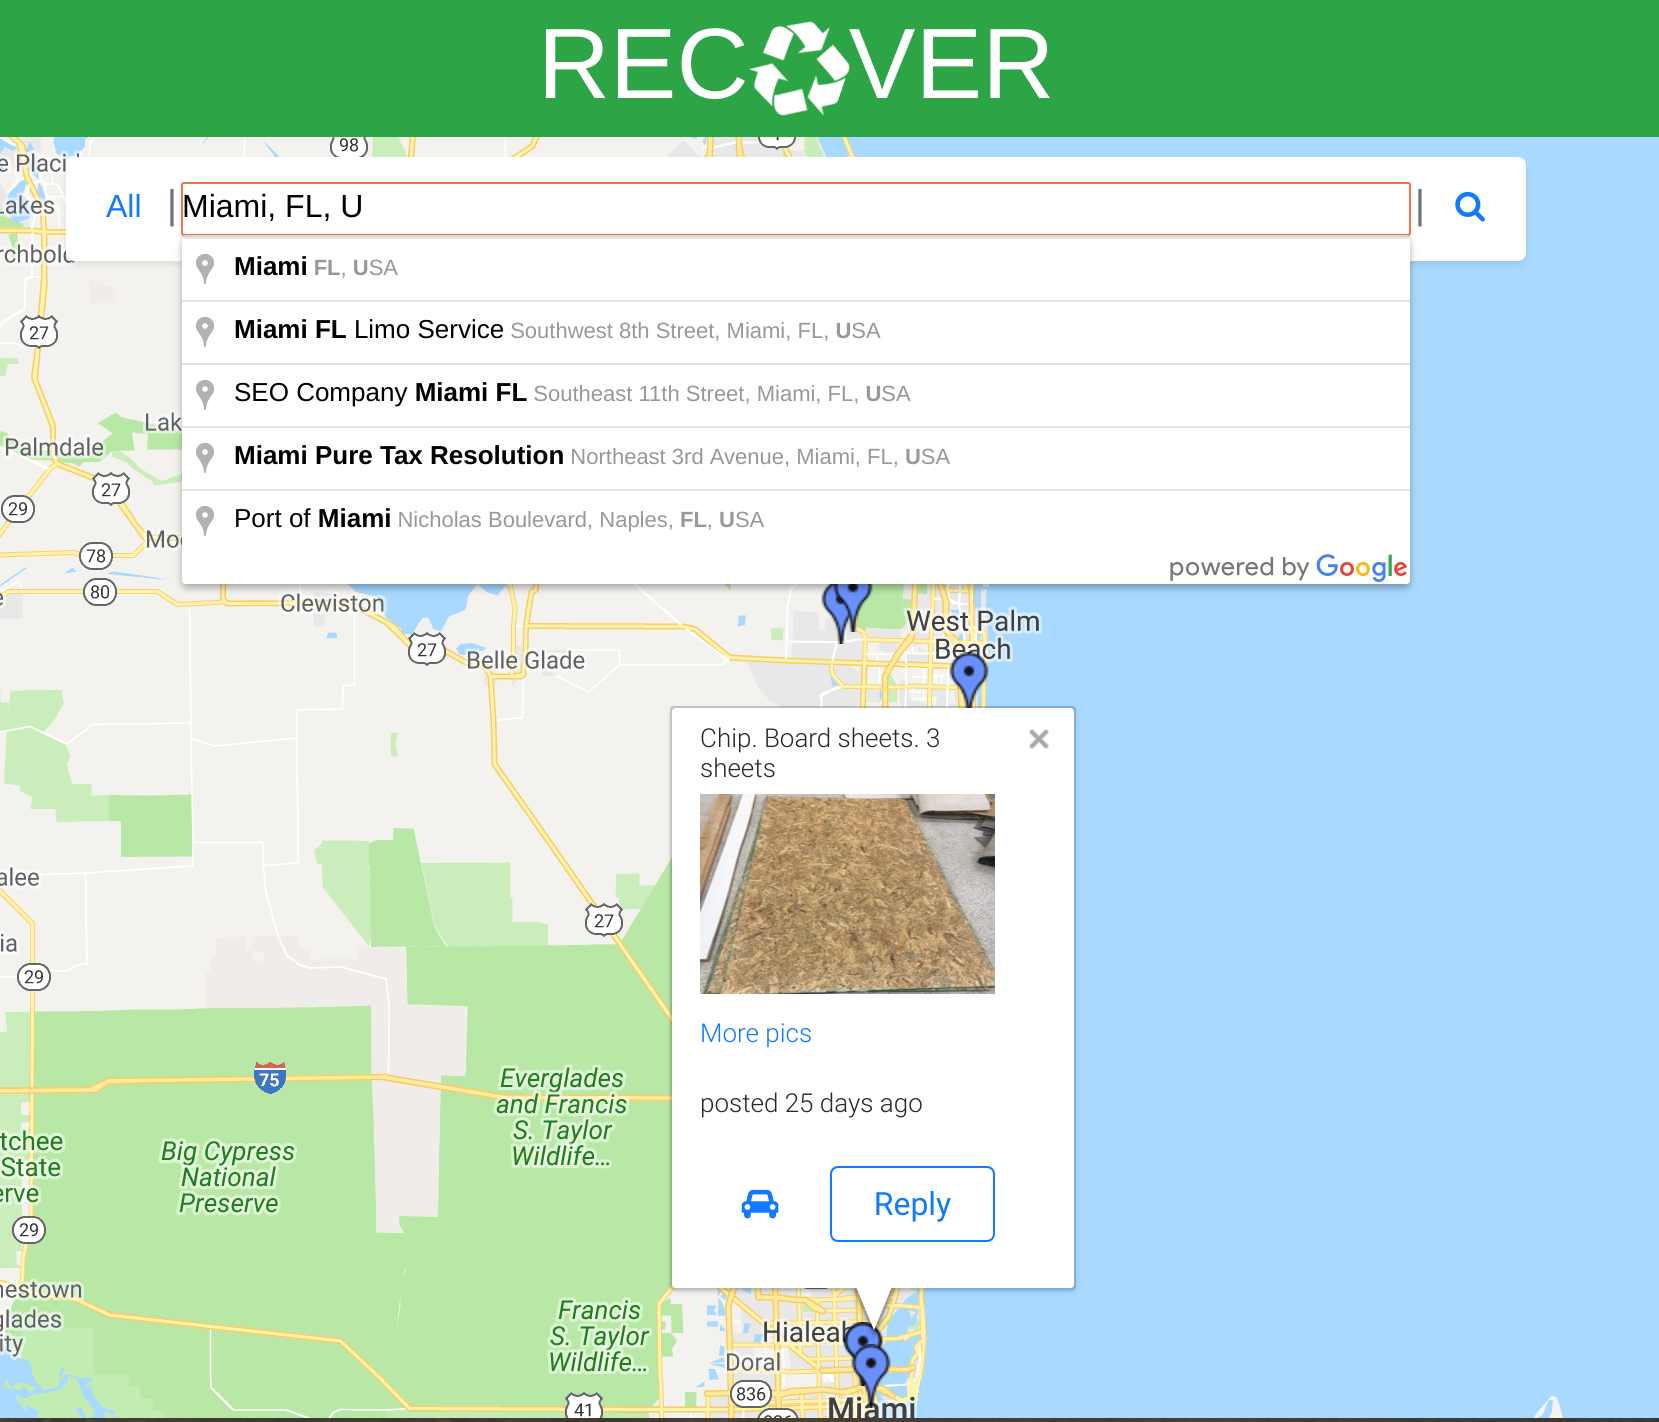 RECOVER
98
e Placi
All
Miami, FL, U
Lakes
rchbold
Miami FL, USA
Miami FL Limo Service Southwest 8th Street, Miami, FL, USA
27
SEO Company Miami FL Southeast 11th Street, Miami, FL, USA
Lak
Palmdale
Miami Pure Tax Resolution Northeast 3rd Avenue, Miami, FL, USA
27
29
Port of Miami Nicholas Boulevard, Naples, FL, USA
Moo
78
powered by Google
80
Clewiston
West Palm
Beach
27
Belle Glade
Chip. Board sheets. 3
sheets
alee
27
ia
29
More pics
75
Everglades
and Francis
S. Taylor
Wildlife...
posted 25 days ago
tchee
State
erve
Big Cypress
National
Preserve
Reply
29
nestown
glades
ity
Francis
S. Taylor
Wildlife...
Hialeah
Doral
836
41
Miami